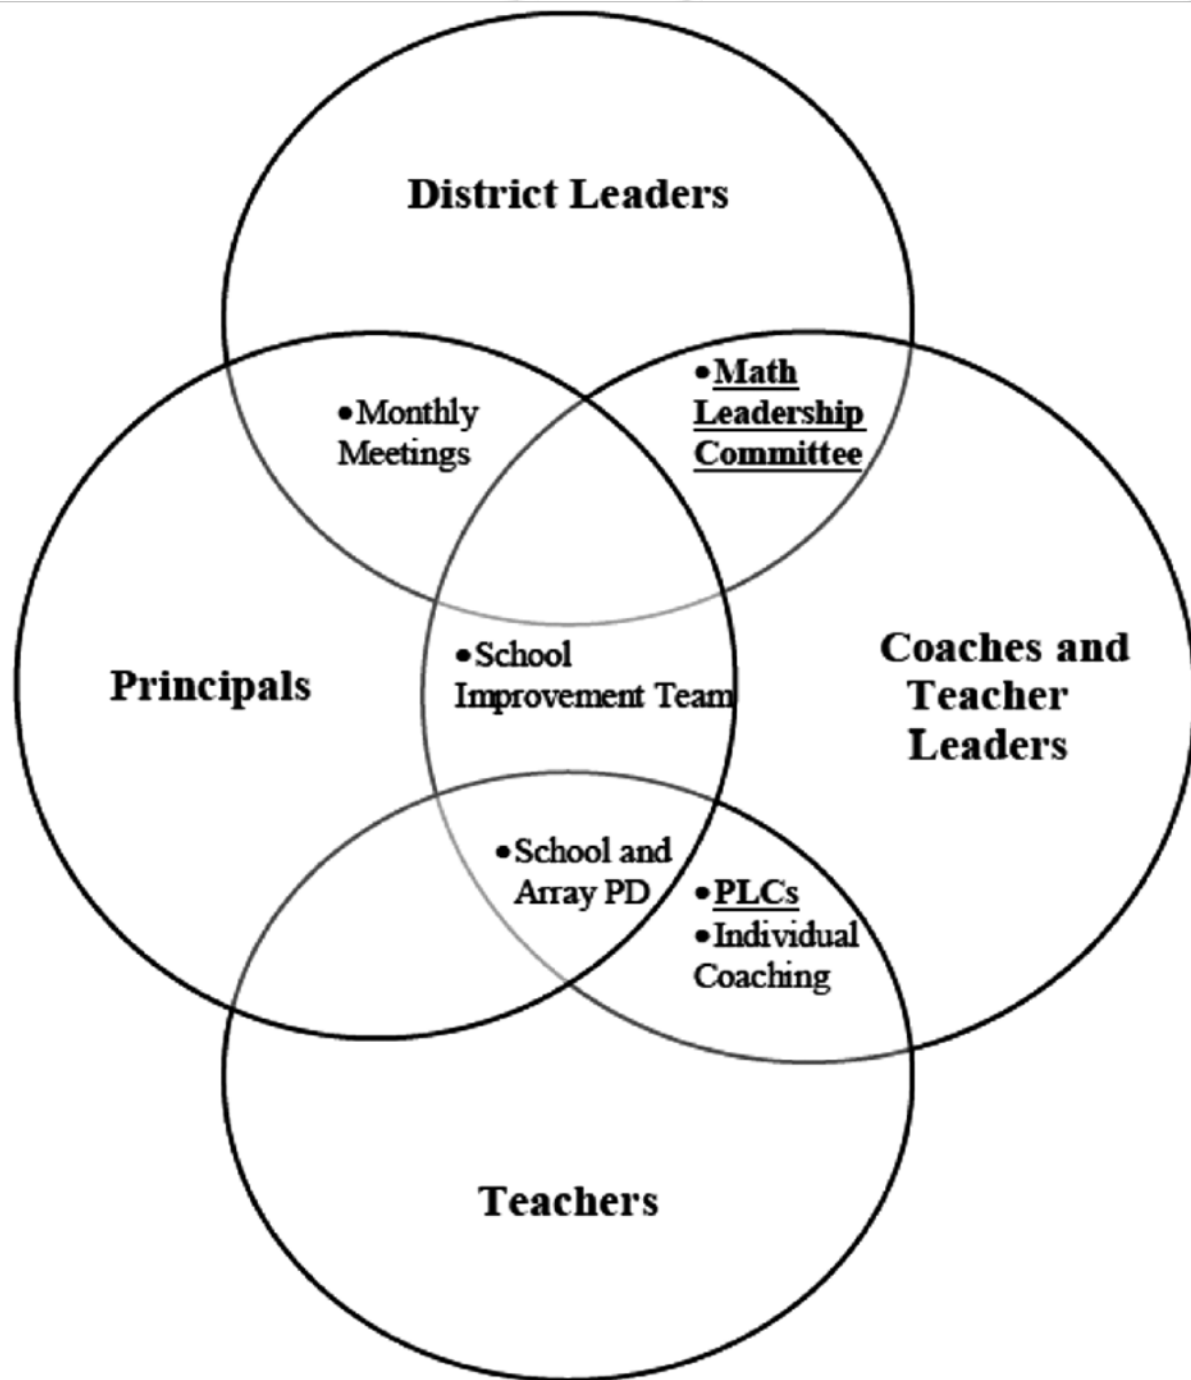 District Leaders
•Monthly
Meetings
•Math
Leadership
Committee
Principals
•School
Improvement Team
Coaches and
Teacher
Leaders
•School and
Array PD
•PLCs
•Individual
Coaching
Teachers